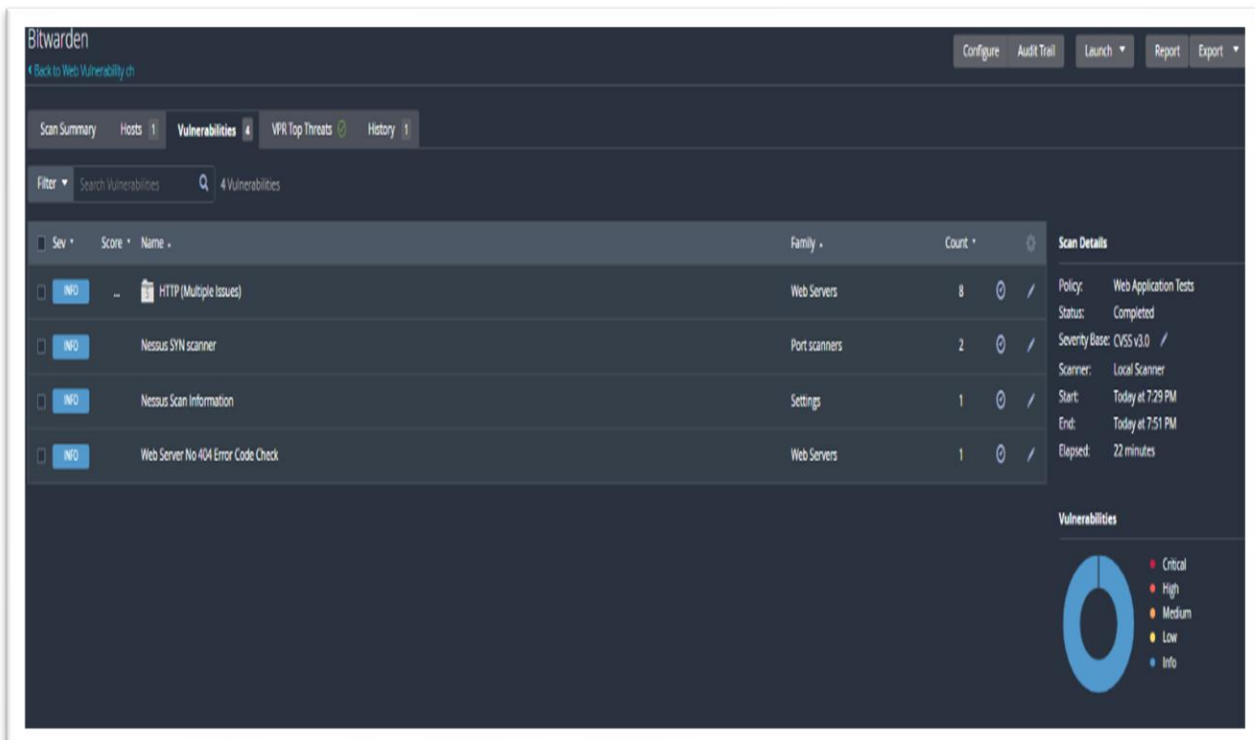 Bitwarden
Configure Audit Trail Launch Report Export
Back to Web Vulnerability ch
Scan Summary Hosts 1 Vulnerabilities 4 VPR Top Threats History 1
Filter Search Vulnerabilities 4 Vulnerabilities
Sev Score Name Family Count
INFO ... HTTP (Multiple Issues) Web Servers 8
INFO Nessus SYN scanner Port scanners 2
INFO Nessus Scan Information Settings 1
INFO Web Server No 404 Error Code Check Web Servers 1
Scan Details
Policy: Web Application Tests
Status: Completed
Severity Base: CVSS v3.0
Scanner: Local Scanner
Start: Today at 7:29 PM
End: Today at 7:51 PM
Elapsed: 22 minutes
Vulnerabilities
Critical
High
Medium
Low
Info